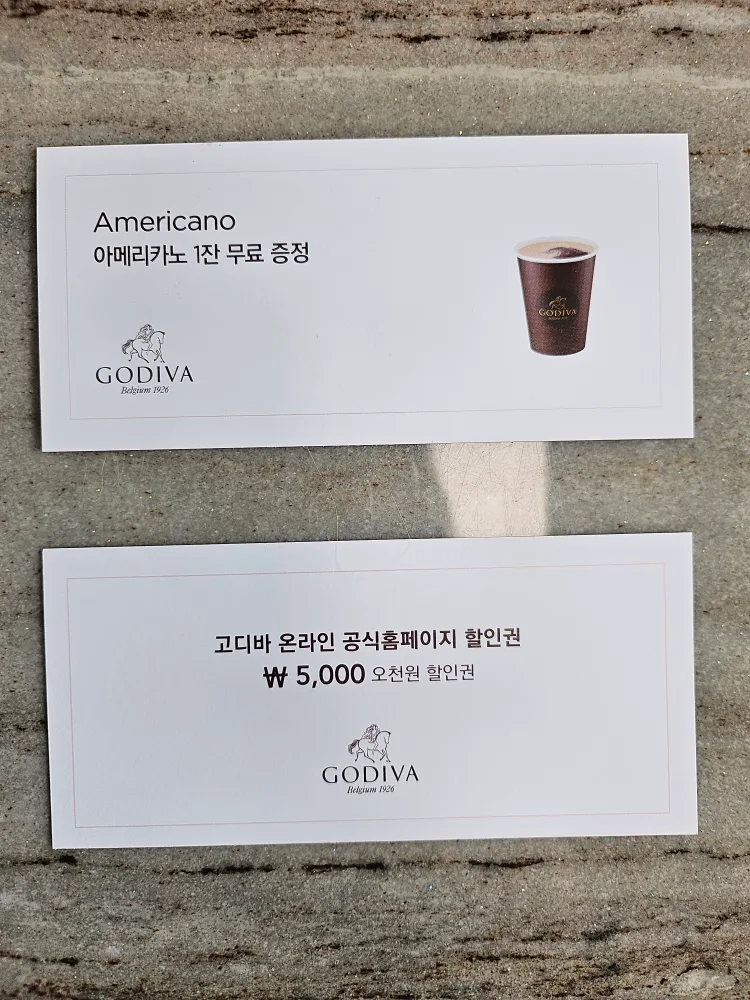 Americano
아메리카노 1잔 무료 증정
GODIVA
Belgium 1926
GODIVA
고디바 온라인 공식홈페이지 할인권
₩ 5,000 오천원 할인권
GODIVA
Belgium 1926